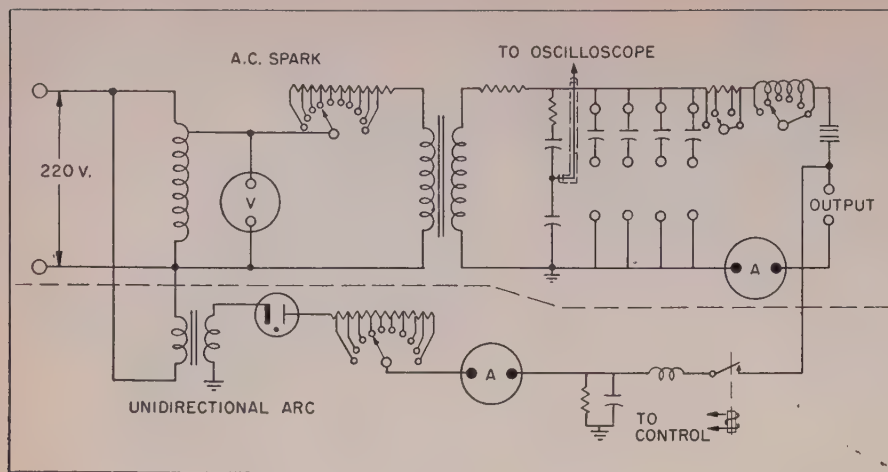 A.C. SPARK
TO OSCILLOSCOPE
220 V.
V
OUTPUT
A
A
UNIDIRECTIONAL ARC
TO
CONTROL